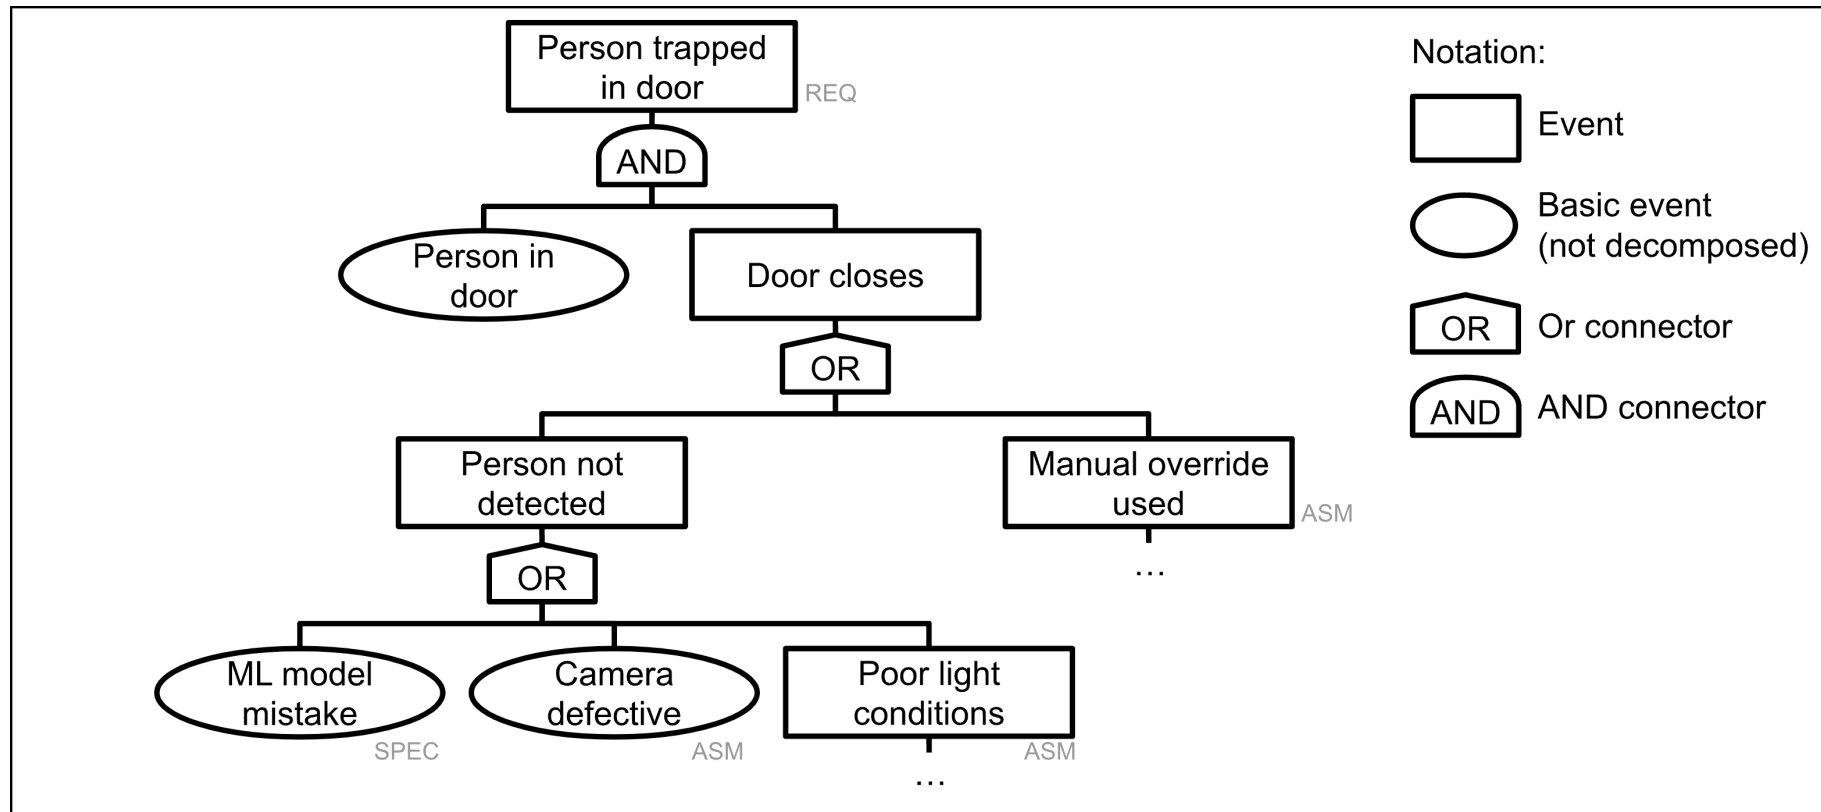 Person trapped
in door
REQ
AND
Person in
door
Door closes
OR
Person not
detected
Manual override
used
ASM
...
OR
ML model
mistake
SPEC
Camera
defective
ASM
Poor light
conditions
ASM
...
Notation:
Event
Basic event
(not decomposed)
OR
Or connector
AND
AND connector